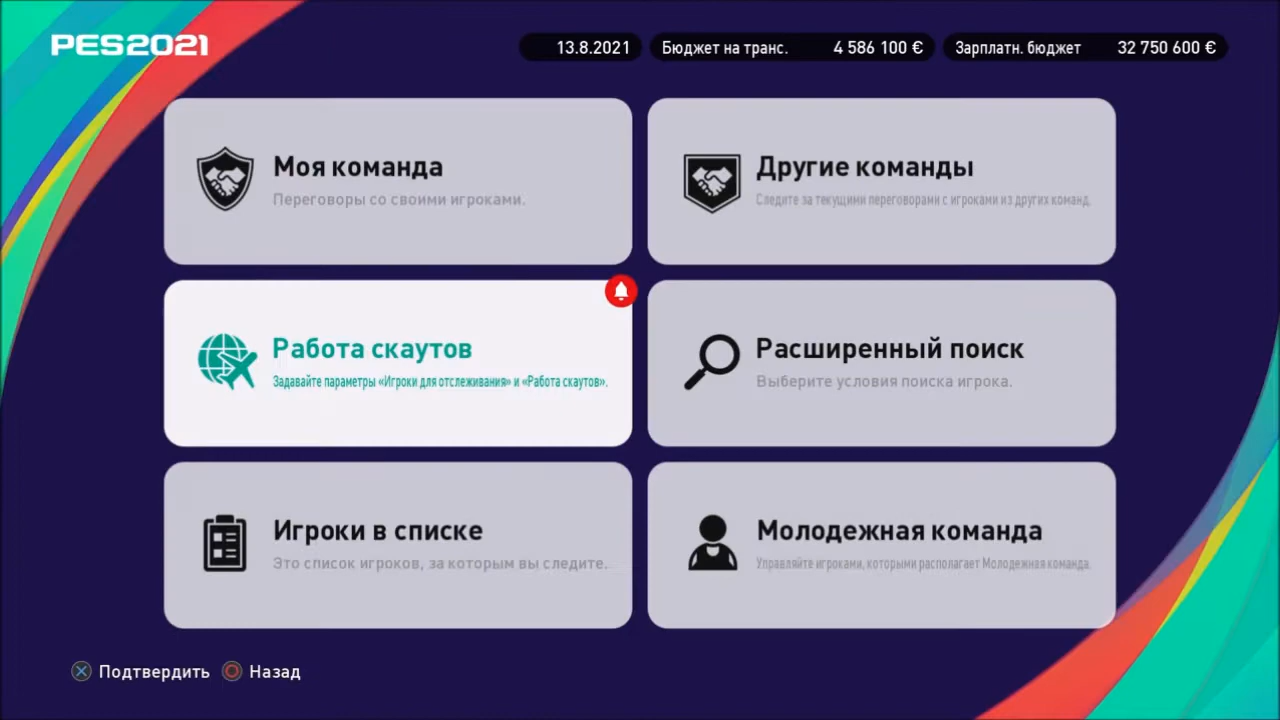 PES2021
13.8.2021
Бюджет на транс. 4 586 100 €
Зарплатн. бюджет 32 750 600 €
Моя команда
Переговоры со своими игроками.
Другие команды
Следите за текущими переговорами с игроками из других команд.
Работа скаутов
Задавайте параметры «Игроки для отслеживания» и «Работа скаутов».
Расширенный поиск
Выберите условия поиска игрока.
Игроки в списке
Это список игроков, за которым вы следите.
Молодежная команда
Управляйте игроками, которыми располагает Молодежная команда.
Подтвердить Назад